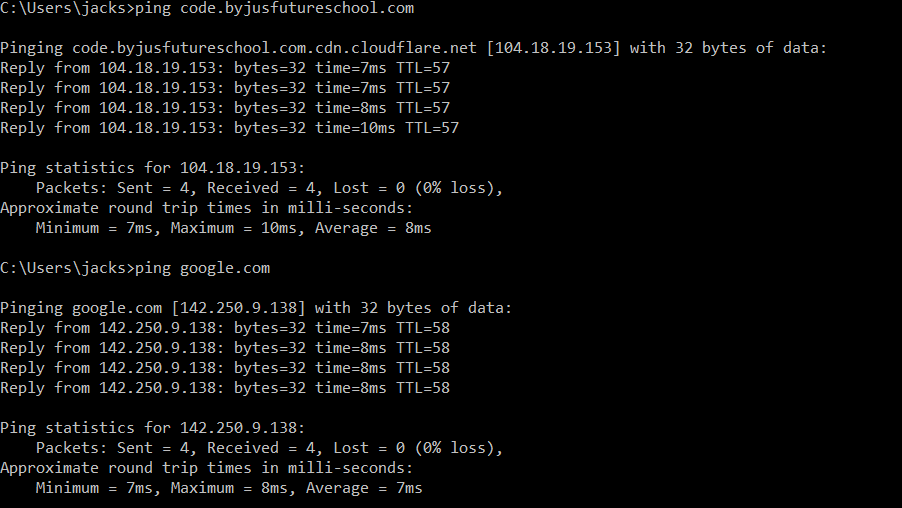 C:\Users\jacks>ping code.byjusfutureschool.com
Pinging code.byjusfutureschool.com.cdn.cloudflare.net [104.18.19.153] with 32 bytes of data:
Reply from 104.18.19.153: bytes=32 time=7ms TTL=57
Reply from 104.18.19.153: bytes=32 time=7ms TTL=57
Reply from 104.18.19.153: bytes=32 time=8ms TTL=57
Reply from 104.18.19.153: bytes=32 time=10ms TTL=57
Ping statistics for 104.18.19.153:
    Packets: Sent = 4, Received = 4, Lost = 0 (0% loss),
Approximate round trip times in milli-seconds:
    Minimum = 7ms, Maximum = 10ms, Average = 8ms
C:\Users\jacks>ping google.com
Pinging google.com [142.250.9.138] with 32 bytes of data:
Reply from 142.250.9.138: bytes=32 time=7ms TTL=58
Reply from 142.250.9.138: bytes=32 time=8ms TTL=58
Reply from 142.250.9.138: bytes=32 time=8ms TTL=58
Reply from 142.250.9.138: bytes=32 time=8ms TTL=58
Ping statistics for 142.250.9.138:
    Packets: Sent = 4, Received = 4, Lost = 0 (0% loss),
Approximate round trip times in milli-seconds:
    Minimum = 7ms, Maximum = 8ms, Average = 7ms